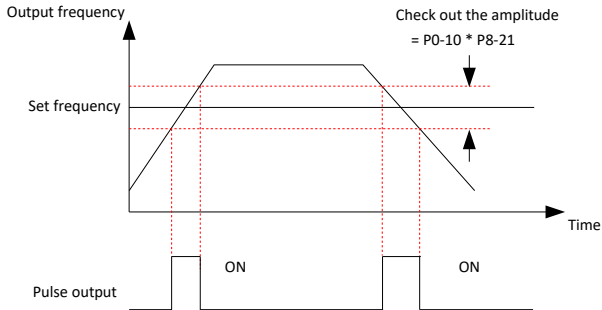 Output frequency
Check out the amplitude
= P0-10 * P8-21
Set frequency
Time
ON
ON
Pulse output